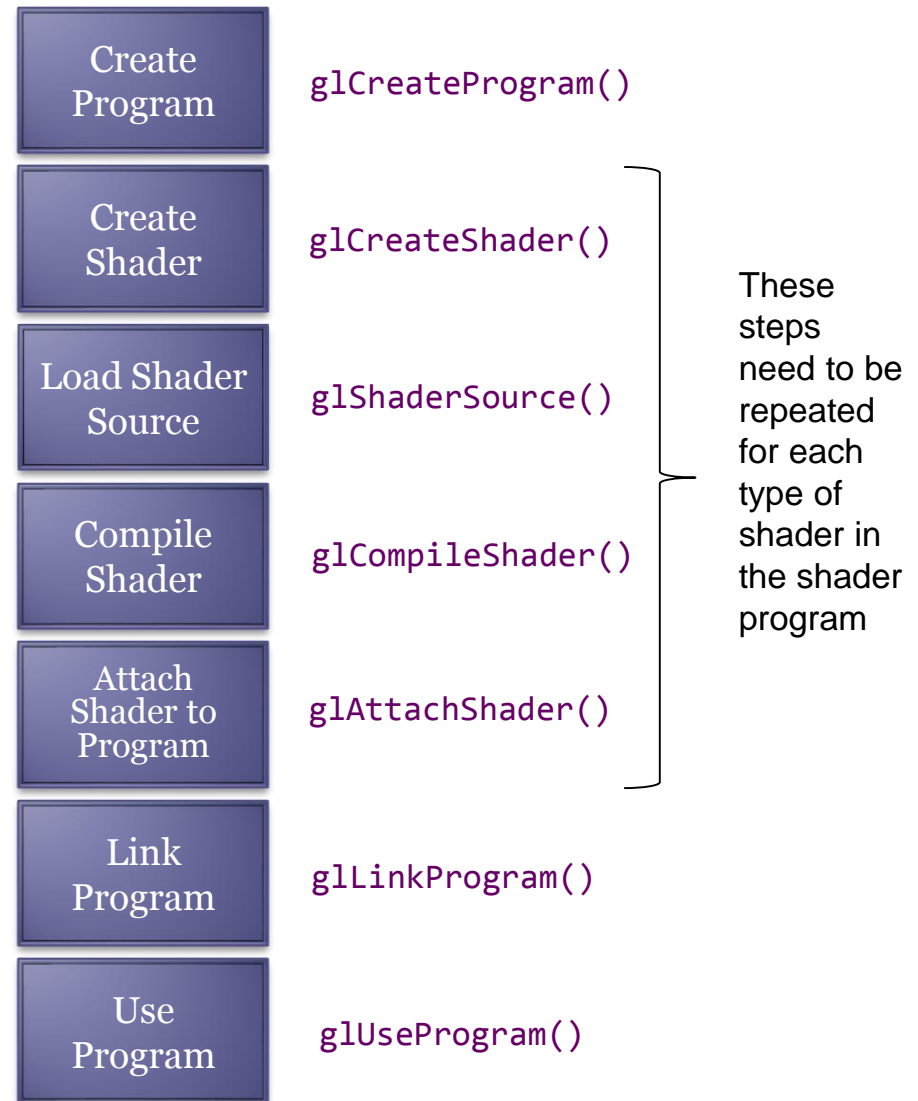 Create
Program
glCreateProgram()
Create
Shader
glCreateShader()
Load Shader
Source
glShaderSource()
Compile
Shader
glCompileShader()
Attach
Shader to
Program
glAttachShader()
These
steps
need to be
repeated
for each
type of
shader in
the shader
program
Link
Program
glLinkProgram()
Use
Program
glUseProgram()